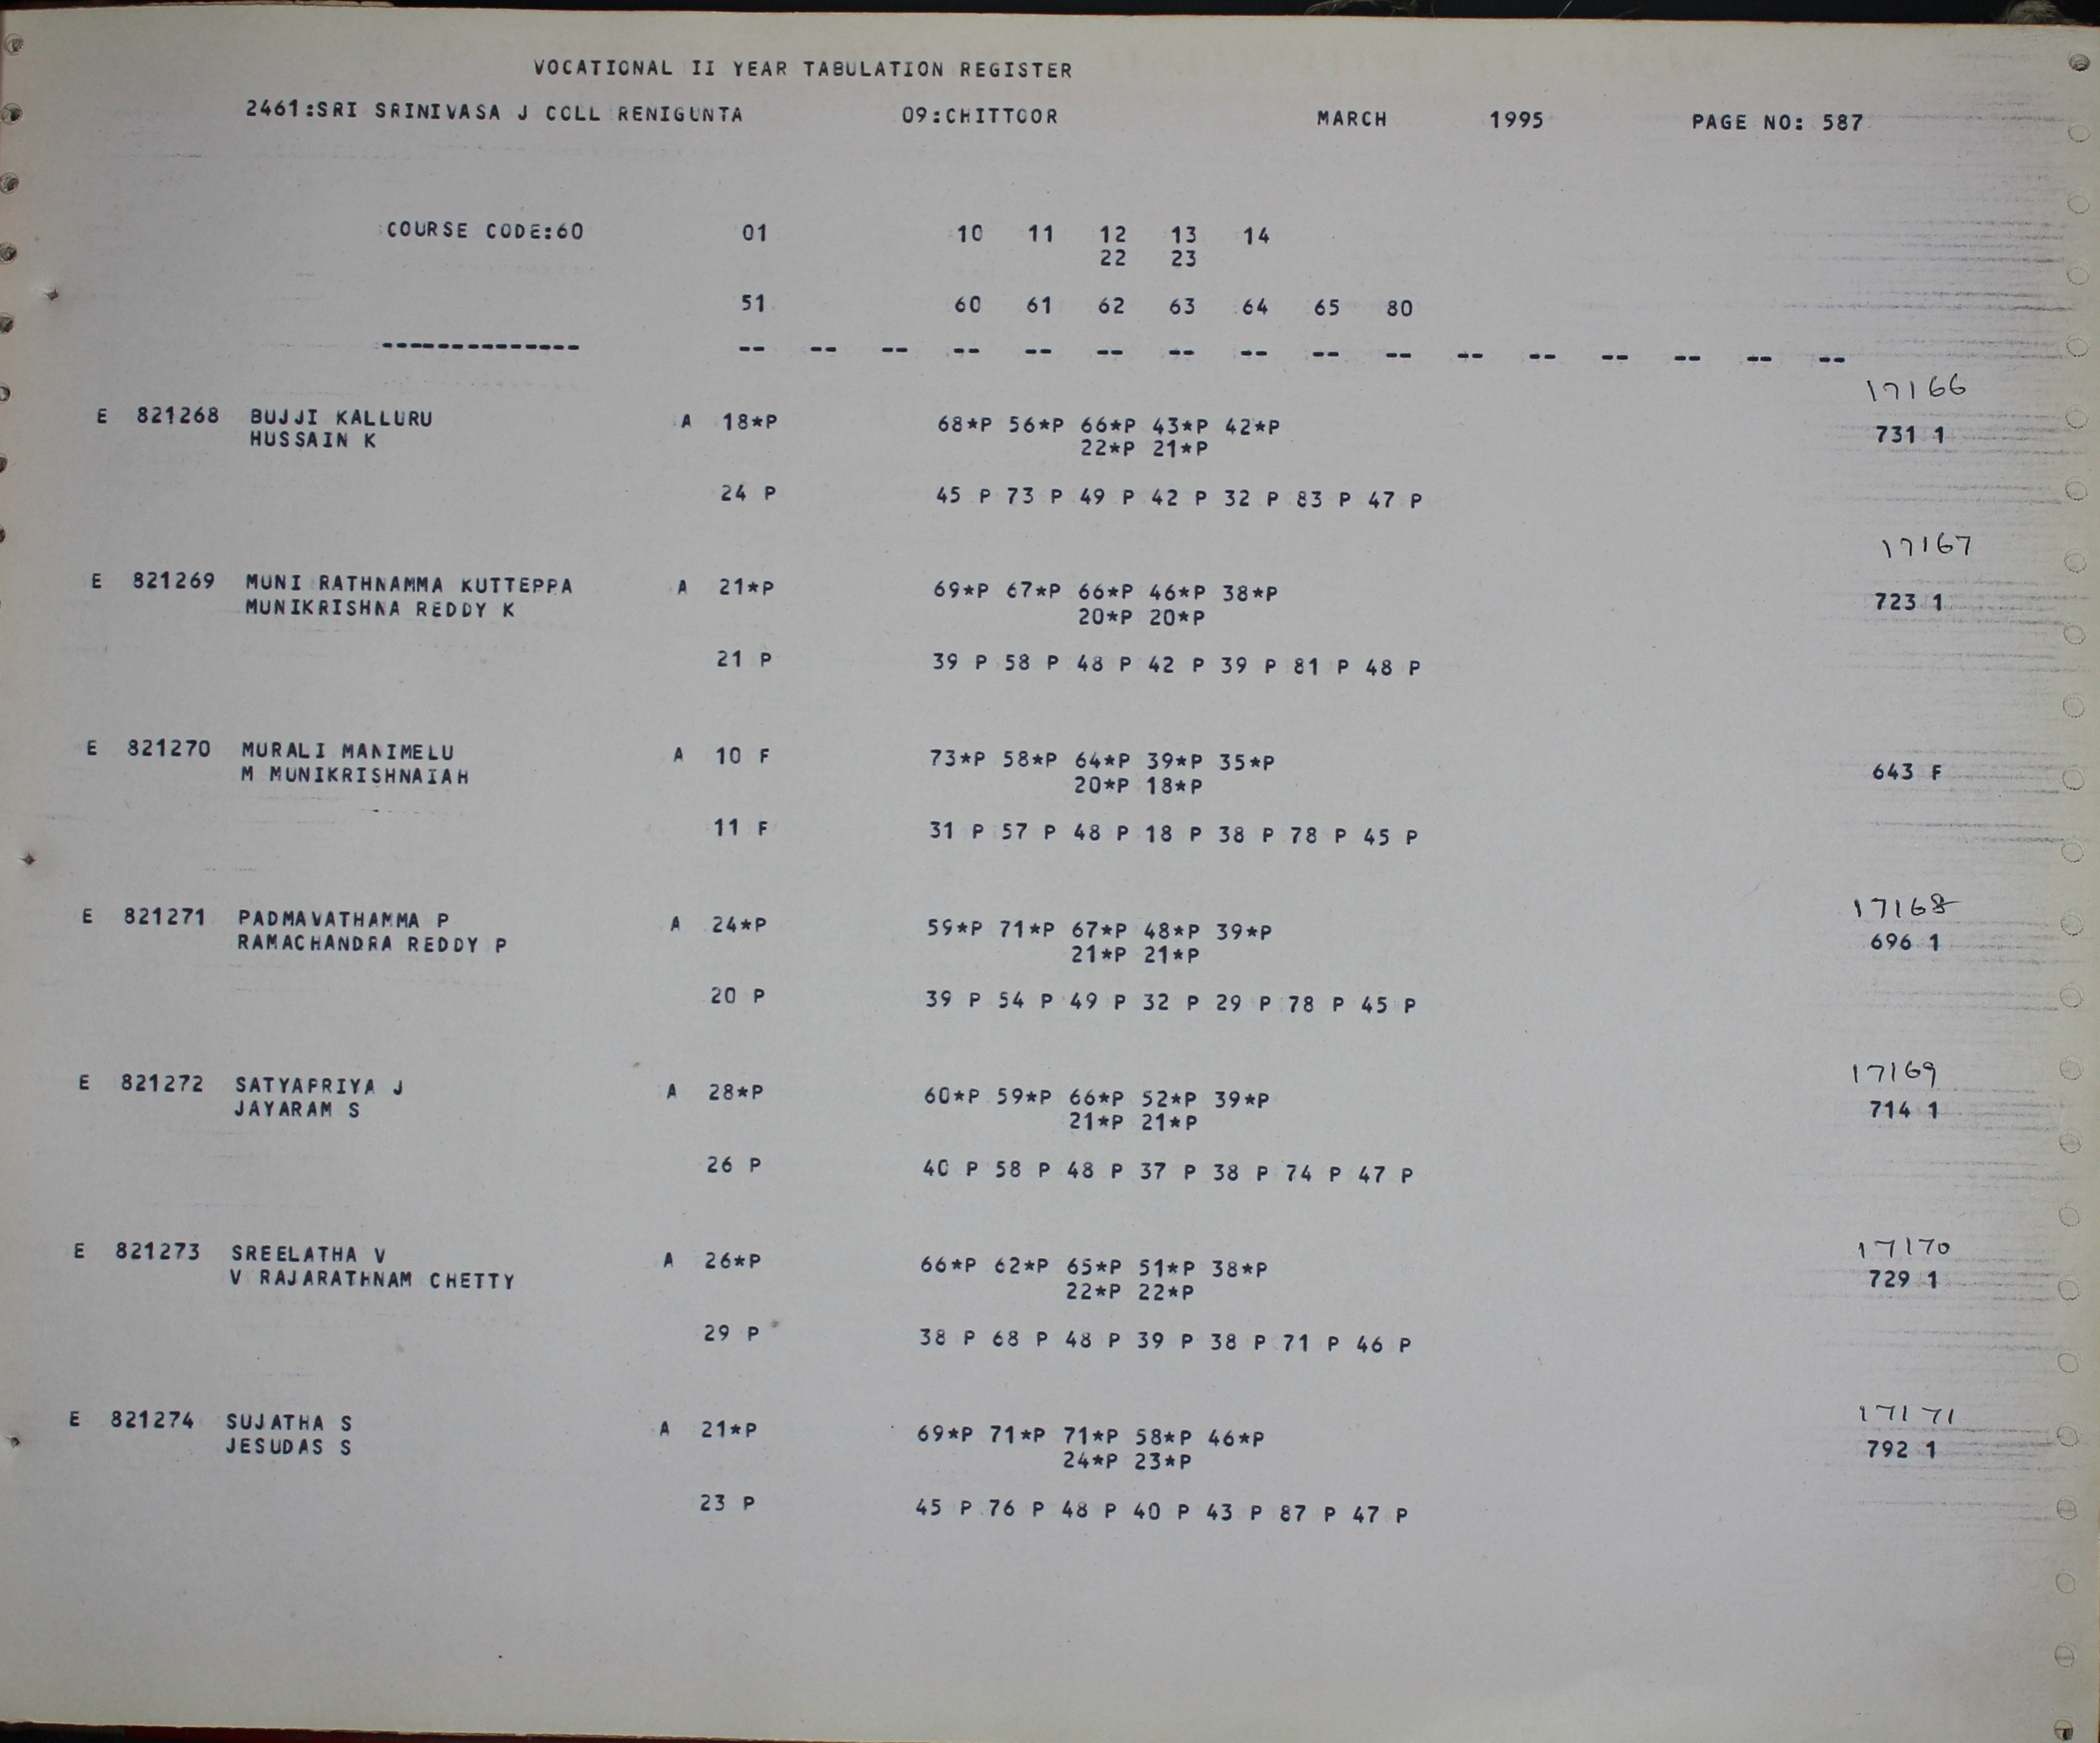 VOCATIONAL II YEAR TABULATION REGISTER
2461:SRI SRINIVASA J COLL RENIGUNTA 09:CHITTOOR MARCH 1995 PAGE NO: 587
COURSE CODE:60 01 10 11 12 13 14
22 23
51 60 61 62 63 64 65 80
-------------- -- -- -- -- -- -- -- -- -- -- -- -- -- -- -- --
17166
E 821268 BUJJI KALLURU A 18*P 68*P 56*P 66*P 43*P 42*P 731 1
HUSSAIN K 22*P 21*P
24 P 45 P 73 P 49 P 42 P 32 P 83 P 47 P
17167
E 821269 MUNI RATHNAMMA KUTTEPPA A 21*P 69*P 67*P 66*P 46*P 38*P 723 1
MUNIKRISHNA REDDY K 20*P 20*P
21 P 39 P 58 P 48 P 42 P 39 P 81 P 48 P
E 821270 MURALI MANIMELU A 10 F 73*P 58*P 64*P 39*P 35*P 643 F
M MUNIKRISHNAIAH 20*P 18*P
11 F 31 P 57 P 48 P 18 P 38 P 78 P 45 P
17168
E 821271 PADMAVATHAMMA P A 24*P 59*P 71*P 67*P 48*P 39*P 696 1
RAMACHANDRA REDDY P 21*P 21*P
20 P 39 P 54 P 49 P 32 P 29 P 78 P 45 P
17169
E 821272 SATYAPRIYA J A 28*P 60*P 59*P 66*P 52*P 39*P 714 1
JAYARAM S 21*P 21*P
26 P 40 P 58 P 48 P 37 P 38 P 74 P 47 P
17170
E 821273 SREELATHA V A 26*P 66*P 62*P 65*P 51*P 38*P 729 1
V RAJARATHNAM CHETTY 22*P 22*P
29 P 38 P 68 P 48 P 39 P 38 P 71 P 46 P
17171
E 821274 SUJATHA S A 21*P 69*P 71*P 71*P 58*P 46*P 792 1
JESUDAS S 24*P 23*P
23 P 45 P 76 P 48 P 40 P 43 P 87 P 47 P